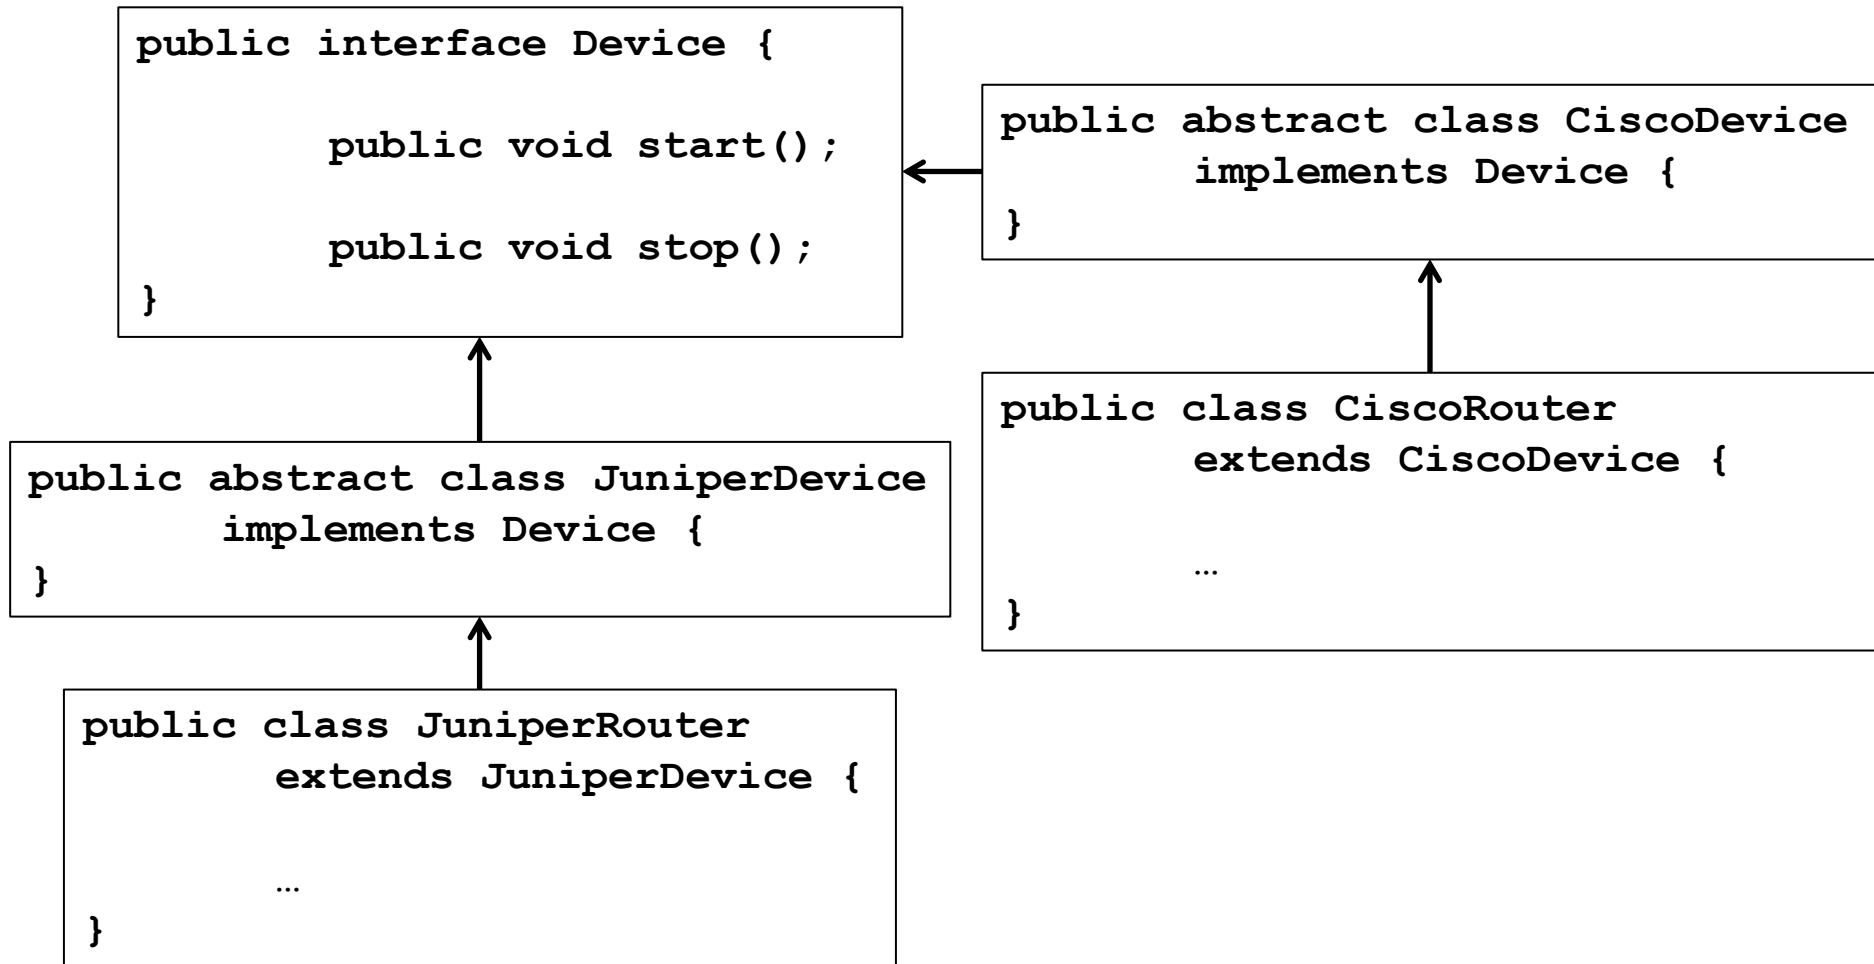 public interface Device {
public void start();
public void stop();
}
public abstract class CiscoDevice
implements Device {
}
public abstract class JuniperDevice
implements Device {
}
public class CiscoRouter
extends CiscoDevice {
…
}
public class JuniperRouter
extends JuniperDevice {
…
}